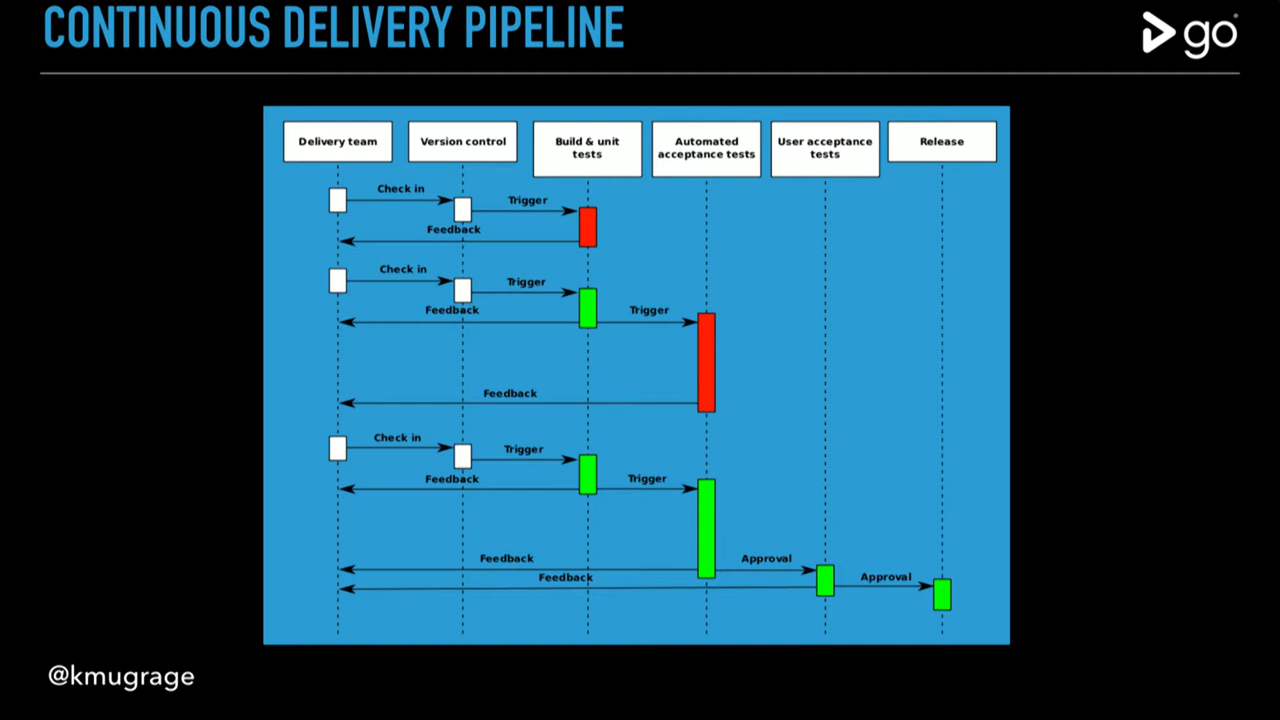 CONTINUOUS DELIVERY PIPELINE
go
Delivery team
Version control
Build & unit
tests
Automated
acceptance tests
User acceptance
tests
Release
Check in
Trigger
Feedback
Check in
Trigger
Feedback
Trigger
Feedback
Check in
Trigger
Feedback
Trigger
Feedback
Approval
Feedback
Approval
@kmugrage